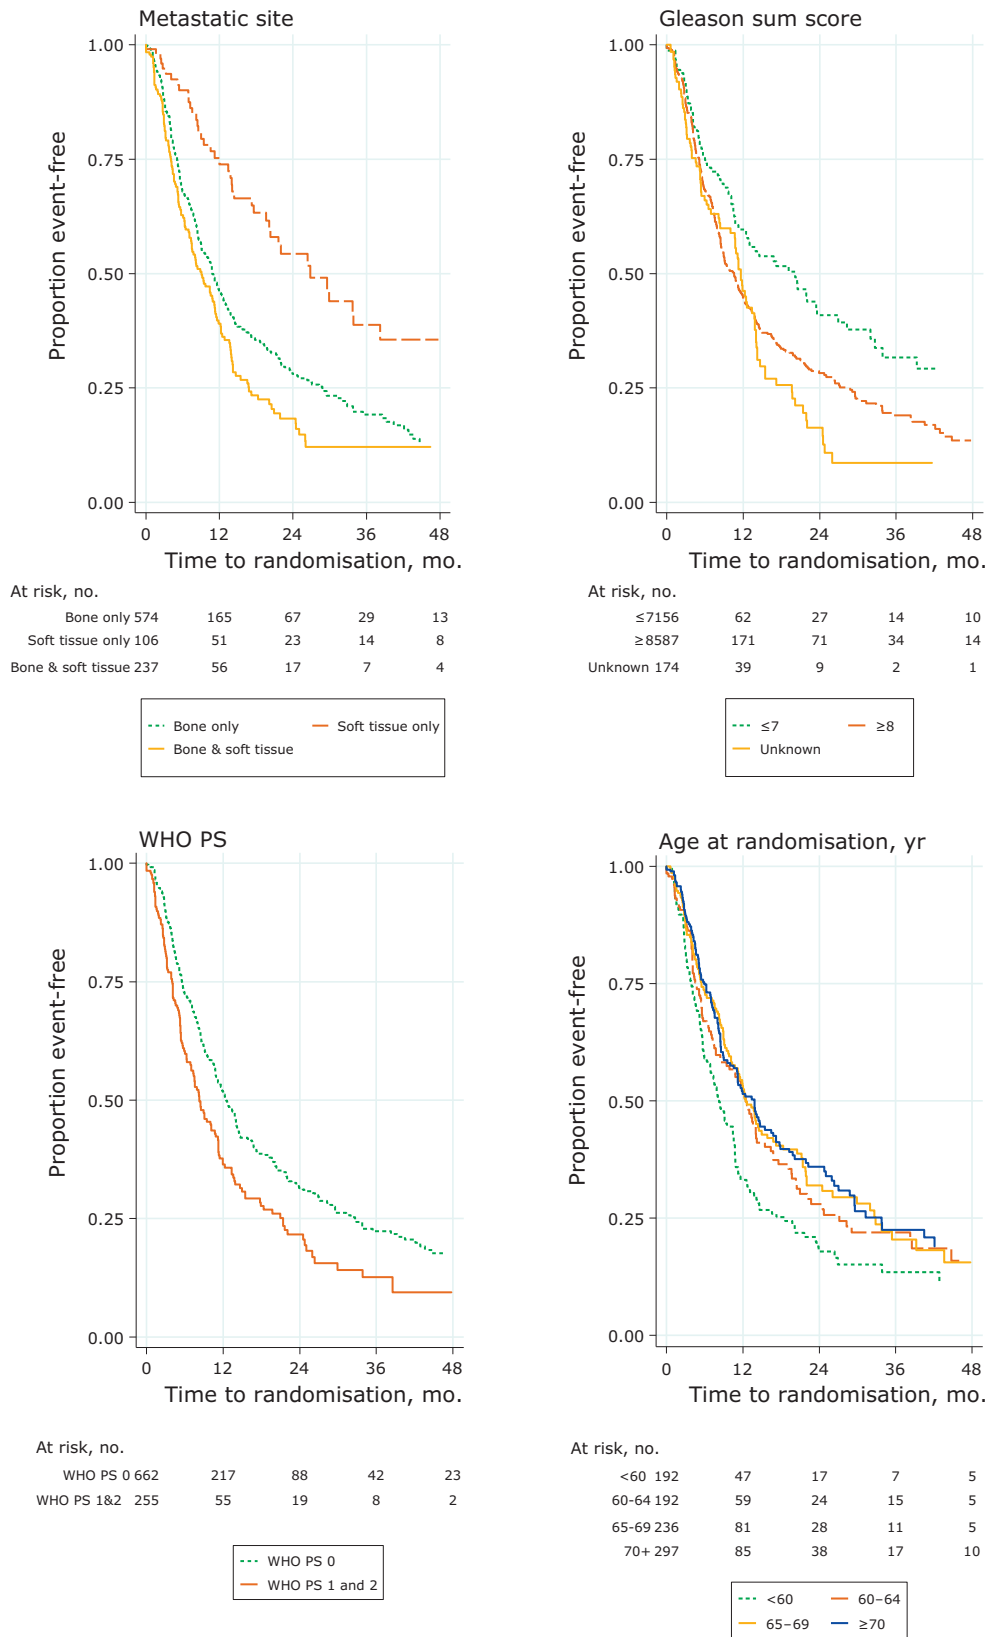 Metastatic site
1.00
0.75
0.50
0.25
0.00
Proportion event-free
0 12 24 36 48
Time to randomisation, mo.
At risk, no.
Bone only 574 165 67 29 13
Soft tissue only 106 51 23 14 8
Bone & soft tissue 237 56 17 7 4
Bone only Soft tissue only
Bone & soft tissue
Gleason sum score
1.00
0.75
0.50
0.25
0.00
Proportion event-free
0 12 24 36 48
Time to randomisation, mo.
At risk, no.
≤7156 62 27 14 10
≥8587 171 71 34 14
Unknown 174 39 9 2 1
≤7 ≥8
Unknown
WHO PS
1.00
0.75
0.50
0.25
0.00
Proportion event-free
0 12 24 36 48
Time to randomisation, mo.
At risk, no.
WHO PS 0 662 217 88 42 23
WHO PS 1&2 255 55 19 8 2
WHO PS 0
WHO PS 1 and 2
Age at randomisation, yr
1.00
0.75
0.50
0.25
0.00
Proportion event-free
0 12 24 36 48
Time to randomisation, mo.
At risk, no.
<60 192 47 17 7 5
60-64 192 59 24 15 5
65-69 236 81 28 11 5
70+ 297 85 38 17 10
<60 60–64
65–69 ≥70